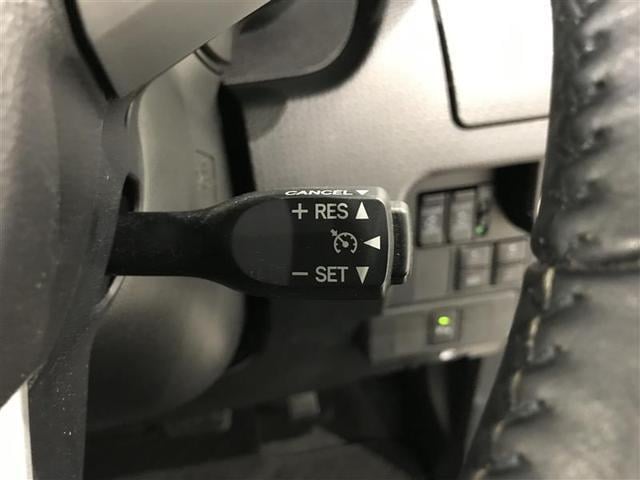 CANCEL ▼
+ RES ▲
◀
− SET ▼